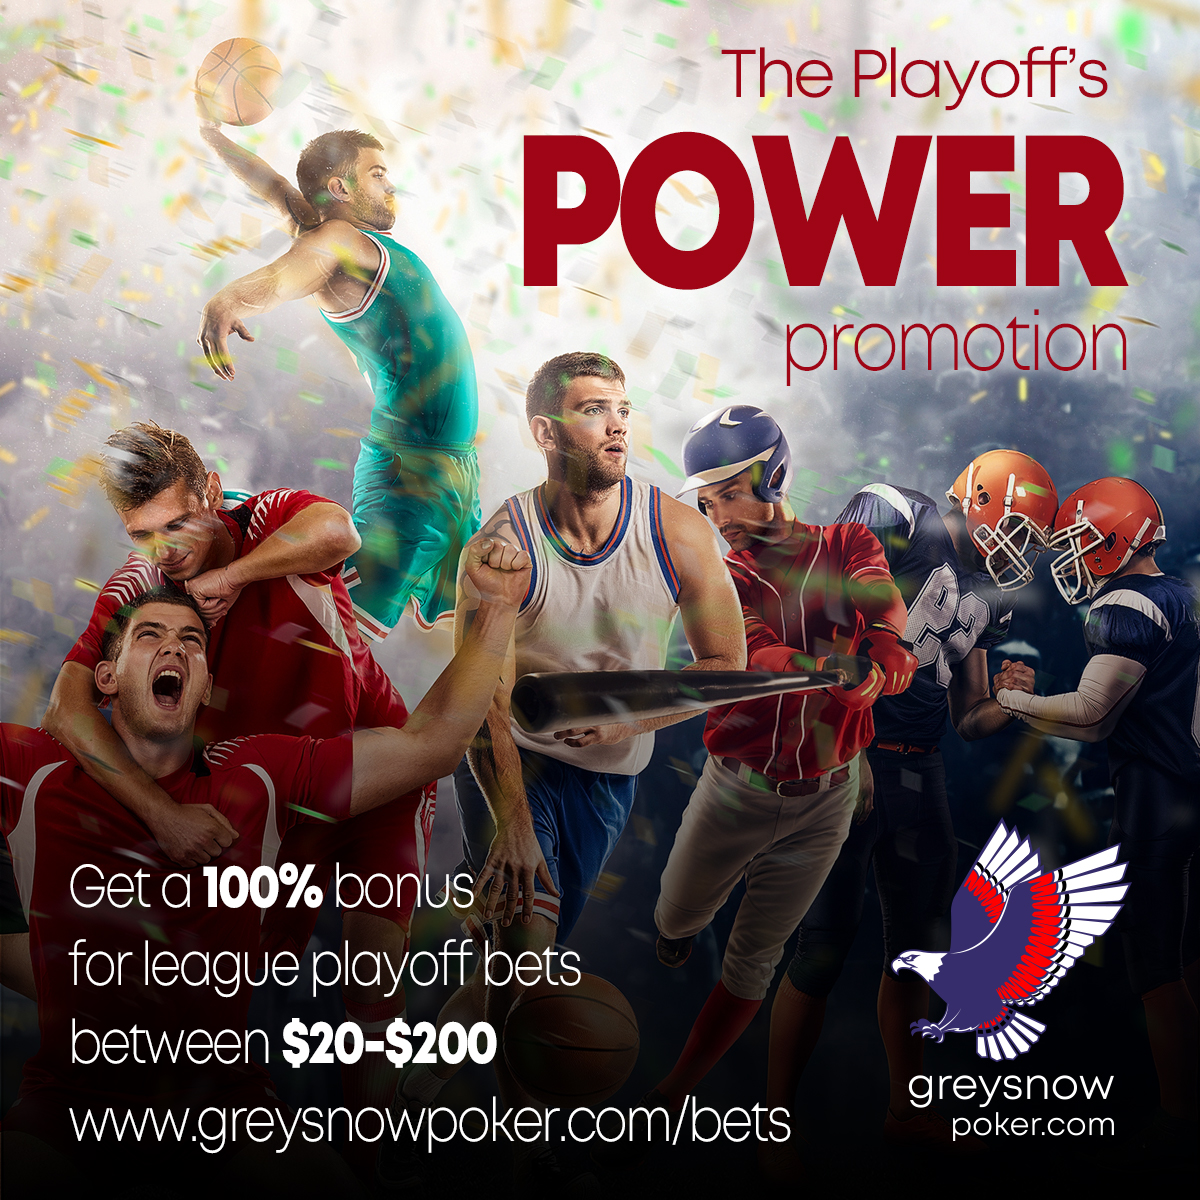 The Playoff's
POWER
promotion
Get a 100% bonus
for league playoff bets
between $20-$200
www.greysnowpoker.com/bets
greysnow
poker.com